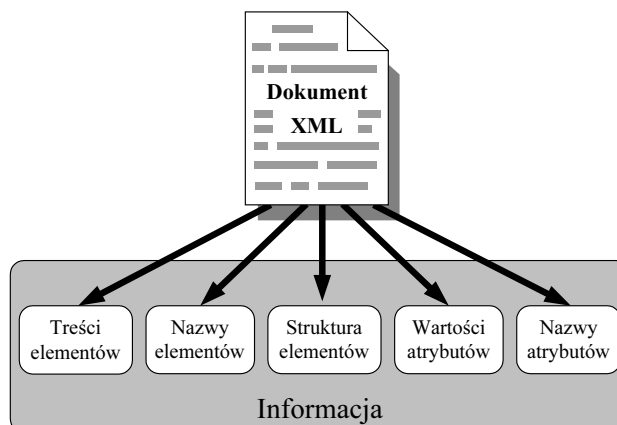 Dokument
XML
Treści
elementów
Nazwy
elementów
Struktura
elementów
Wartości
atrybutów
Nazwy
atrybutów
Informacja